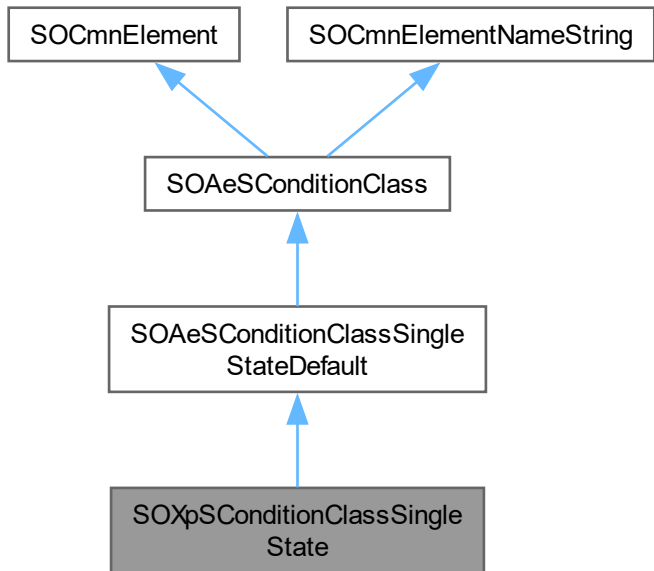 SOCmnElement
SOCmnElementNameString
SOAeSConditionClass
SOAeSConditionClassSingle
StateDefault
SOXpSConditionClassSingle
State